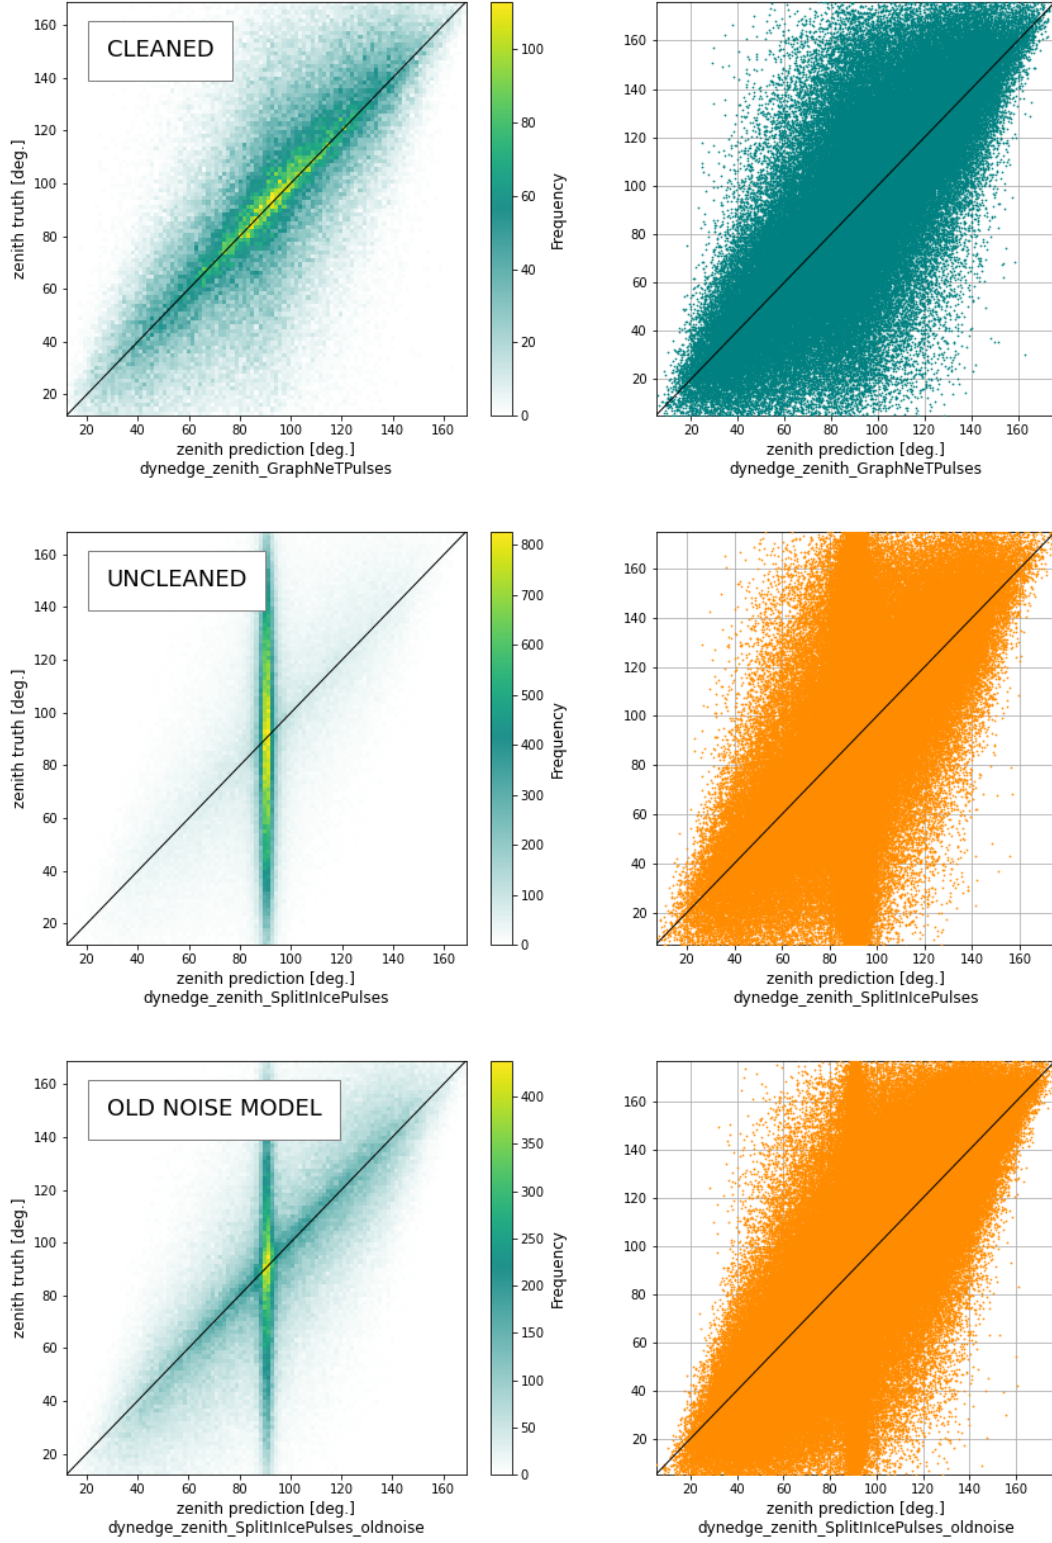 CLEANED
160
140
120
100
80
60
40
20
zenith truth [deg.]
20 40 60 80 100 120 140 160
zenith prediction [deg.]
dynedge_zenith_GraphNeTPulses
100
80
60
40
20
0
Frequency
160
140
120
100
80
60
40
20
20 40 60 80 100 120 140 160
zenith prediction [deg.]
dynedge_zenith_GraphNeTPulses
UNCLEANED
160
140
120
100
80
60
40
20
zenith truth [deg.]
20 40 60 80 100 120 140 160
zenith prediction [deg.]
dynedge_zenith_SplitInIcePulses
800
700
600
500
400
300
200
100
0
Frequency
160
140
120
100
80
60
40
20
20 40 60 80 100 120 140 160
zenith prediction [deg.]
dynedge_zenith_SplitInIcePulses
OLD NOISE MODEL
160
140
120
100
80
60
40
20
zenith truth [deg.]
20 40 60 80 100 120 140 160
zenith prediction [deg.]
dynedge_zenith_SplitInIcePulses_oldnoise
400
350
300
250
200
150
100
50
0
Frequency
160
140
120
100
80
60
40
20
20 40 60 80 100 120 140 160
zenith prediction [deg.]
dynedge_zenith_SplitInIcePulses_oldnoise